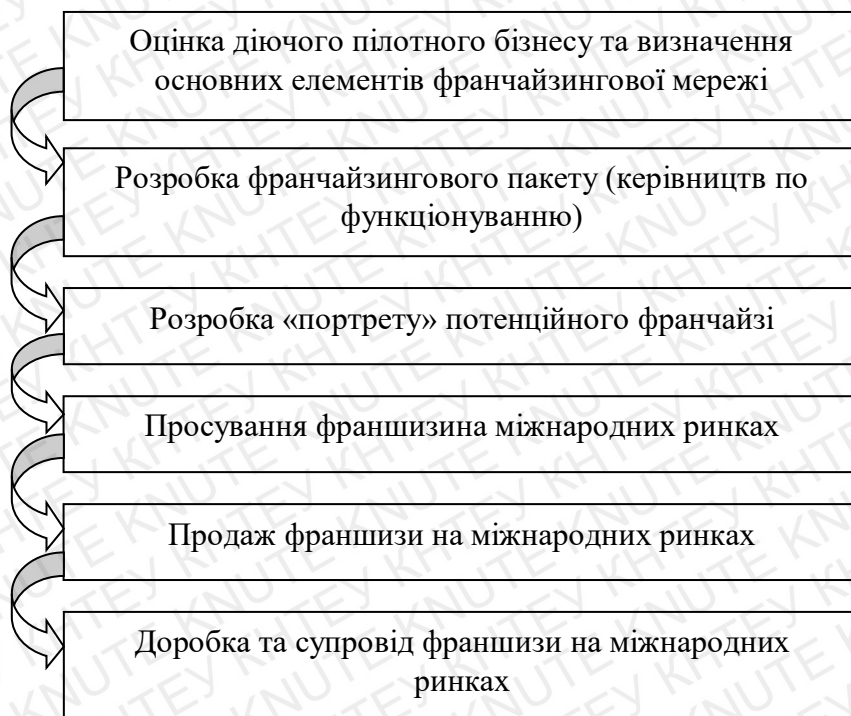 Оцінка діючого пілотного бізнесу та визначення
основних елементів франчайзингової мережі
Розробка франчайзингового пакету (керівництв по
функціонуванню)
Розробка «портрету» потенційного франчайзі
Просування франшизина міжнародних ринках
Продаж франшизи на міжнародних ринках
Доробка та супровід франшизи на міжнародних
ринках